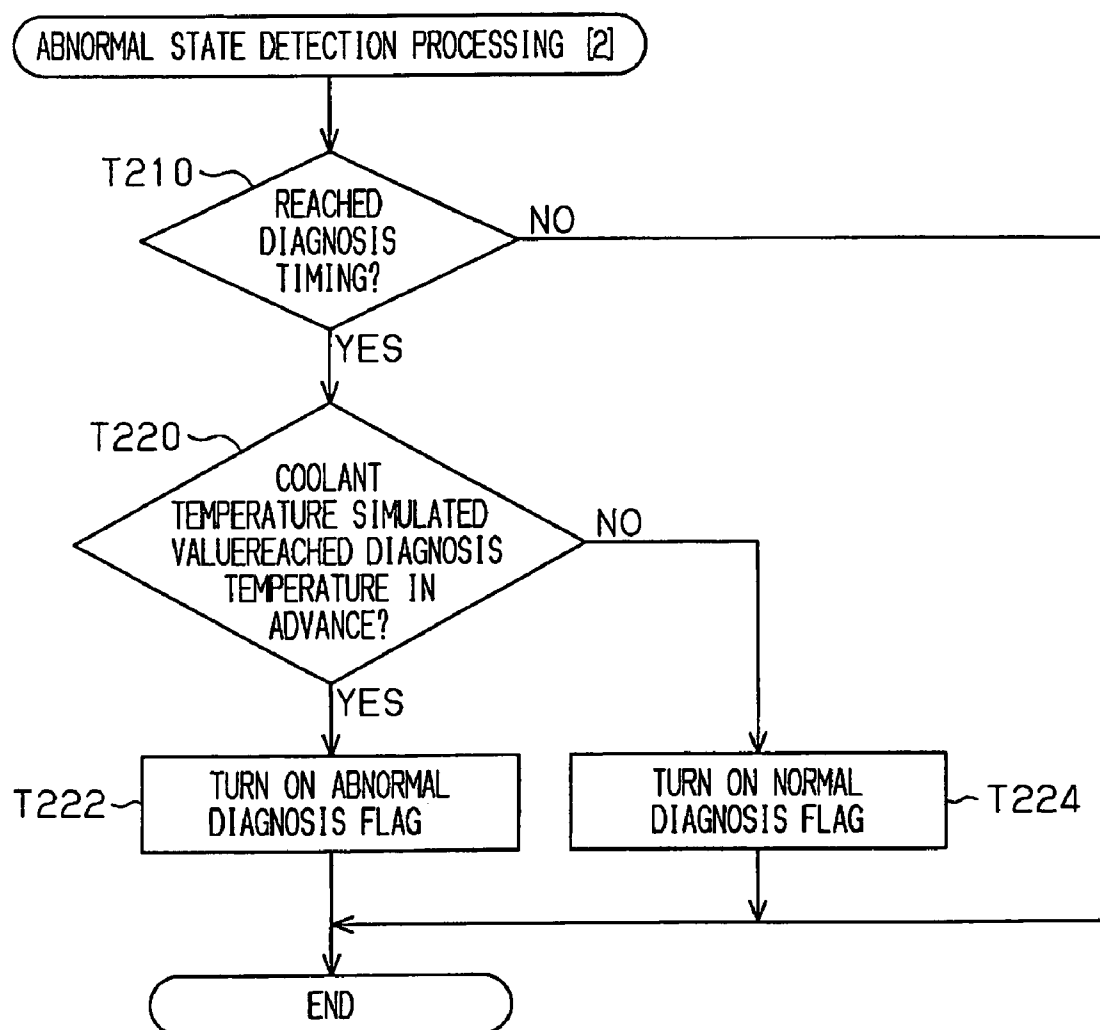 ABNORMAL STATE DETECTION PROCESSING [2]
T210
REACHED
DIAGNOSIS
TIMING?
NO
YES
T220
COOLANT
TEMPERATURE SIMULATED
VALUEREACHED DIAGNOSIS
TEMPERATURE IN
ADVANCE?
NO
YES
T222
TURN ON ABNORMAL
DIAGNOSIS FLAG
TURN ON NORMAL
DIAGNOSIS FLAG
T224
END